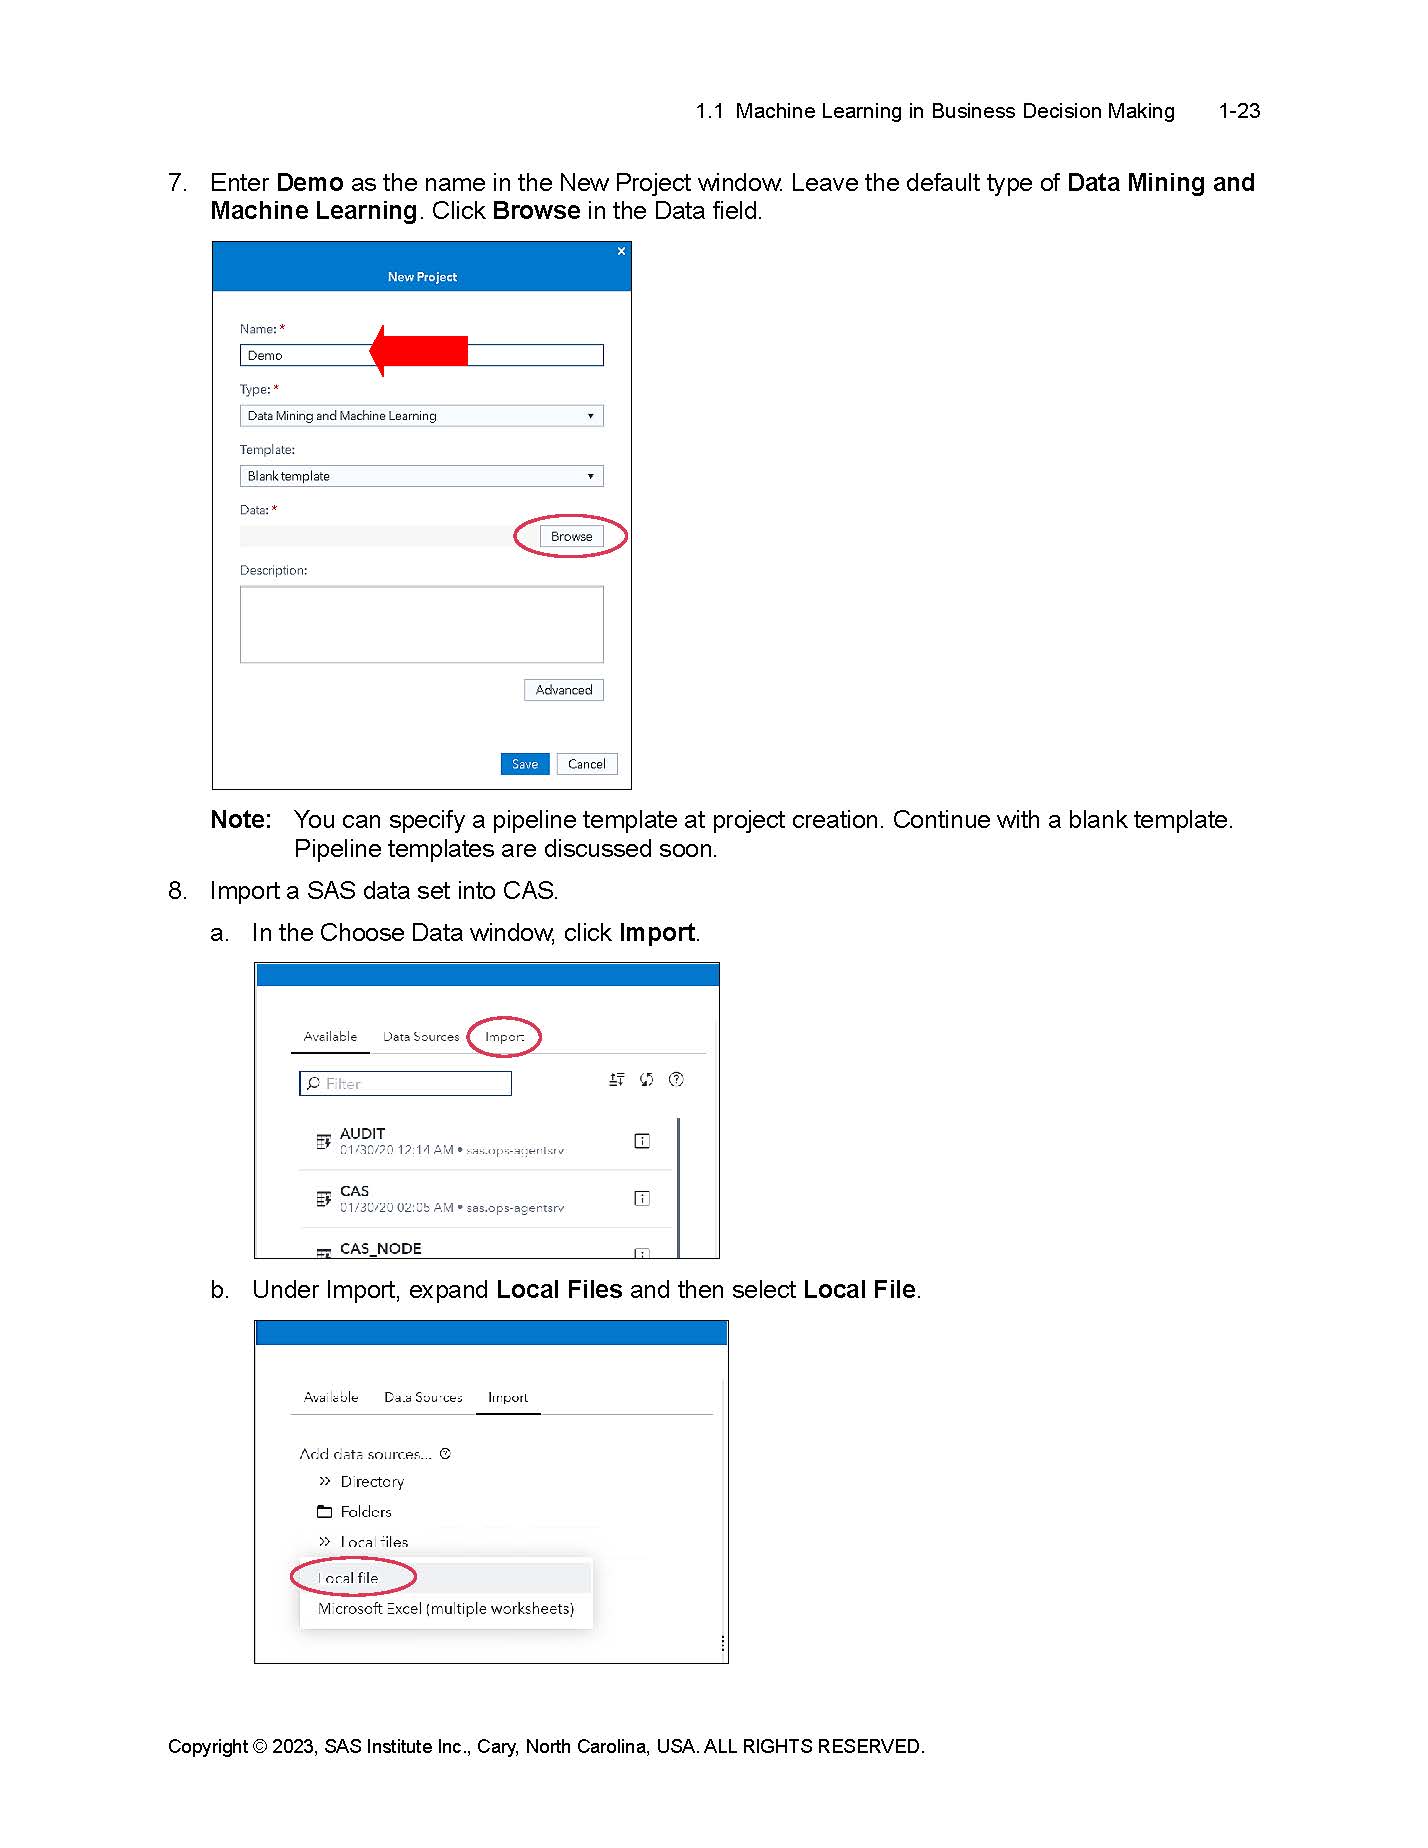 1.1 Machine Learning in Business Decision Making 1-23
7. Enter Demo as the name in the New Project window. Leave the default type of Data Mining and
Machine Learning. Click Browse in the Data field.
New Project
Name: *
Demo
Type: *
Data Mining and Machine Learning
Template:
Blank template
Data: *
Browse
Description:
Advanced
Save Cancel
Note: You can specify a pipeline template at project creation. Continue with a blank template.
Pipeline templates are discussed soon.
8. Import a SAS data set into CAS.
a. In the Choose Data window, click Import.
Available Data Sources Import
Filter
AUDIT
01/30/20 12:14 AM • sas.ops-agentsrv
CAS
01/30/20 02:05 AM • sas.ops-agentsrv
CAS_NODE
b. Under Import, expand Local Files and then select Local File.
Available Data Sources Import
Add data sources...
Directory
Folders
Local files
Local file
Microsoft Excel (multiple worksheets)
Copyright © 2023, SAS Institute Inc., Cary, North Carolina, USA. ALL RIGHTS RESERVED.